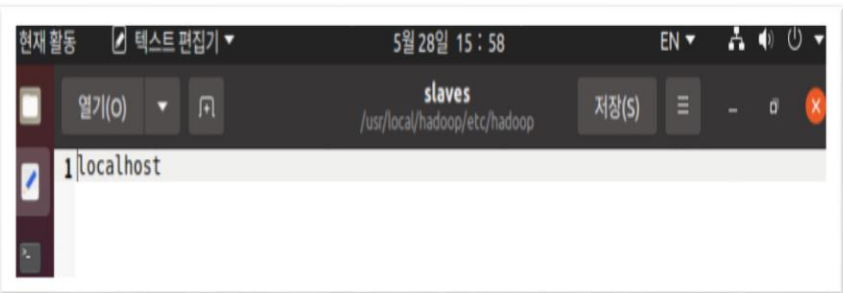 현재 활동 텍스트 편집기 ▼ 5월 28일 15 : 58 EN ▼
열기(O) ▼ slaves 저장(S)
/usr/local/hadoop/etc/hadoop
1 localhost